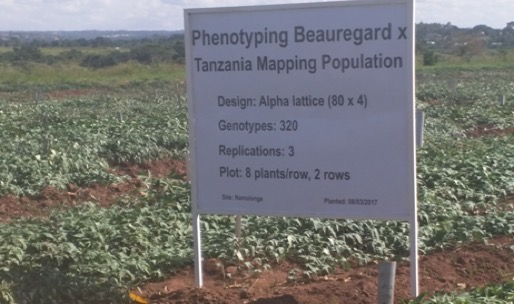 Phenotyping Beauregard x
Tanzania Mapping Population
Design: Alpha lattice (80 x 4)
Genotypes: 320
Replications: 3
Plot: 8 plants/row, 2 rows
Site: Namulonge Planted: 08/03/2017